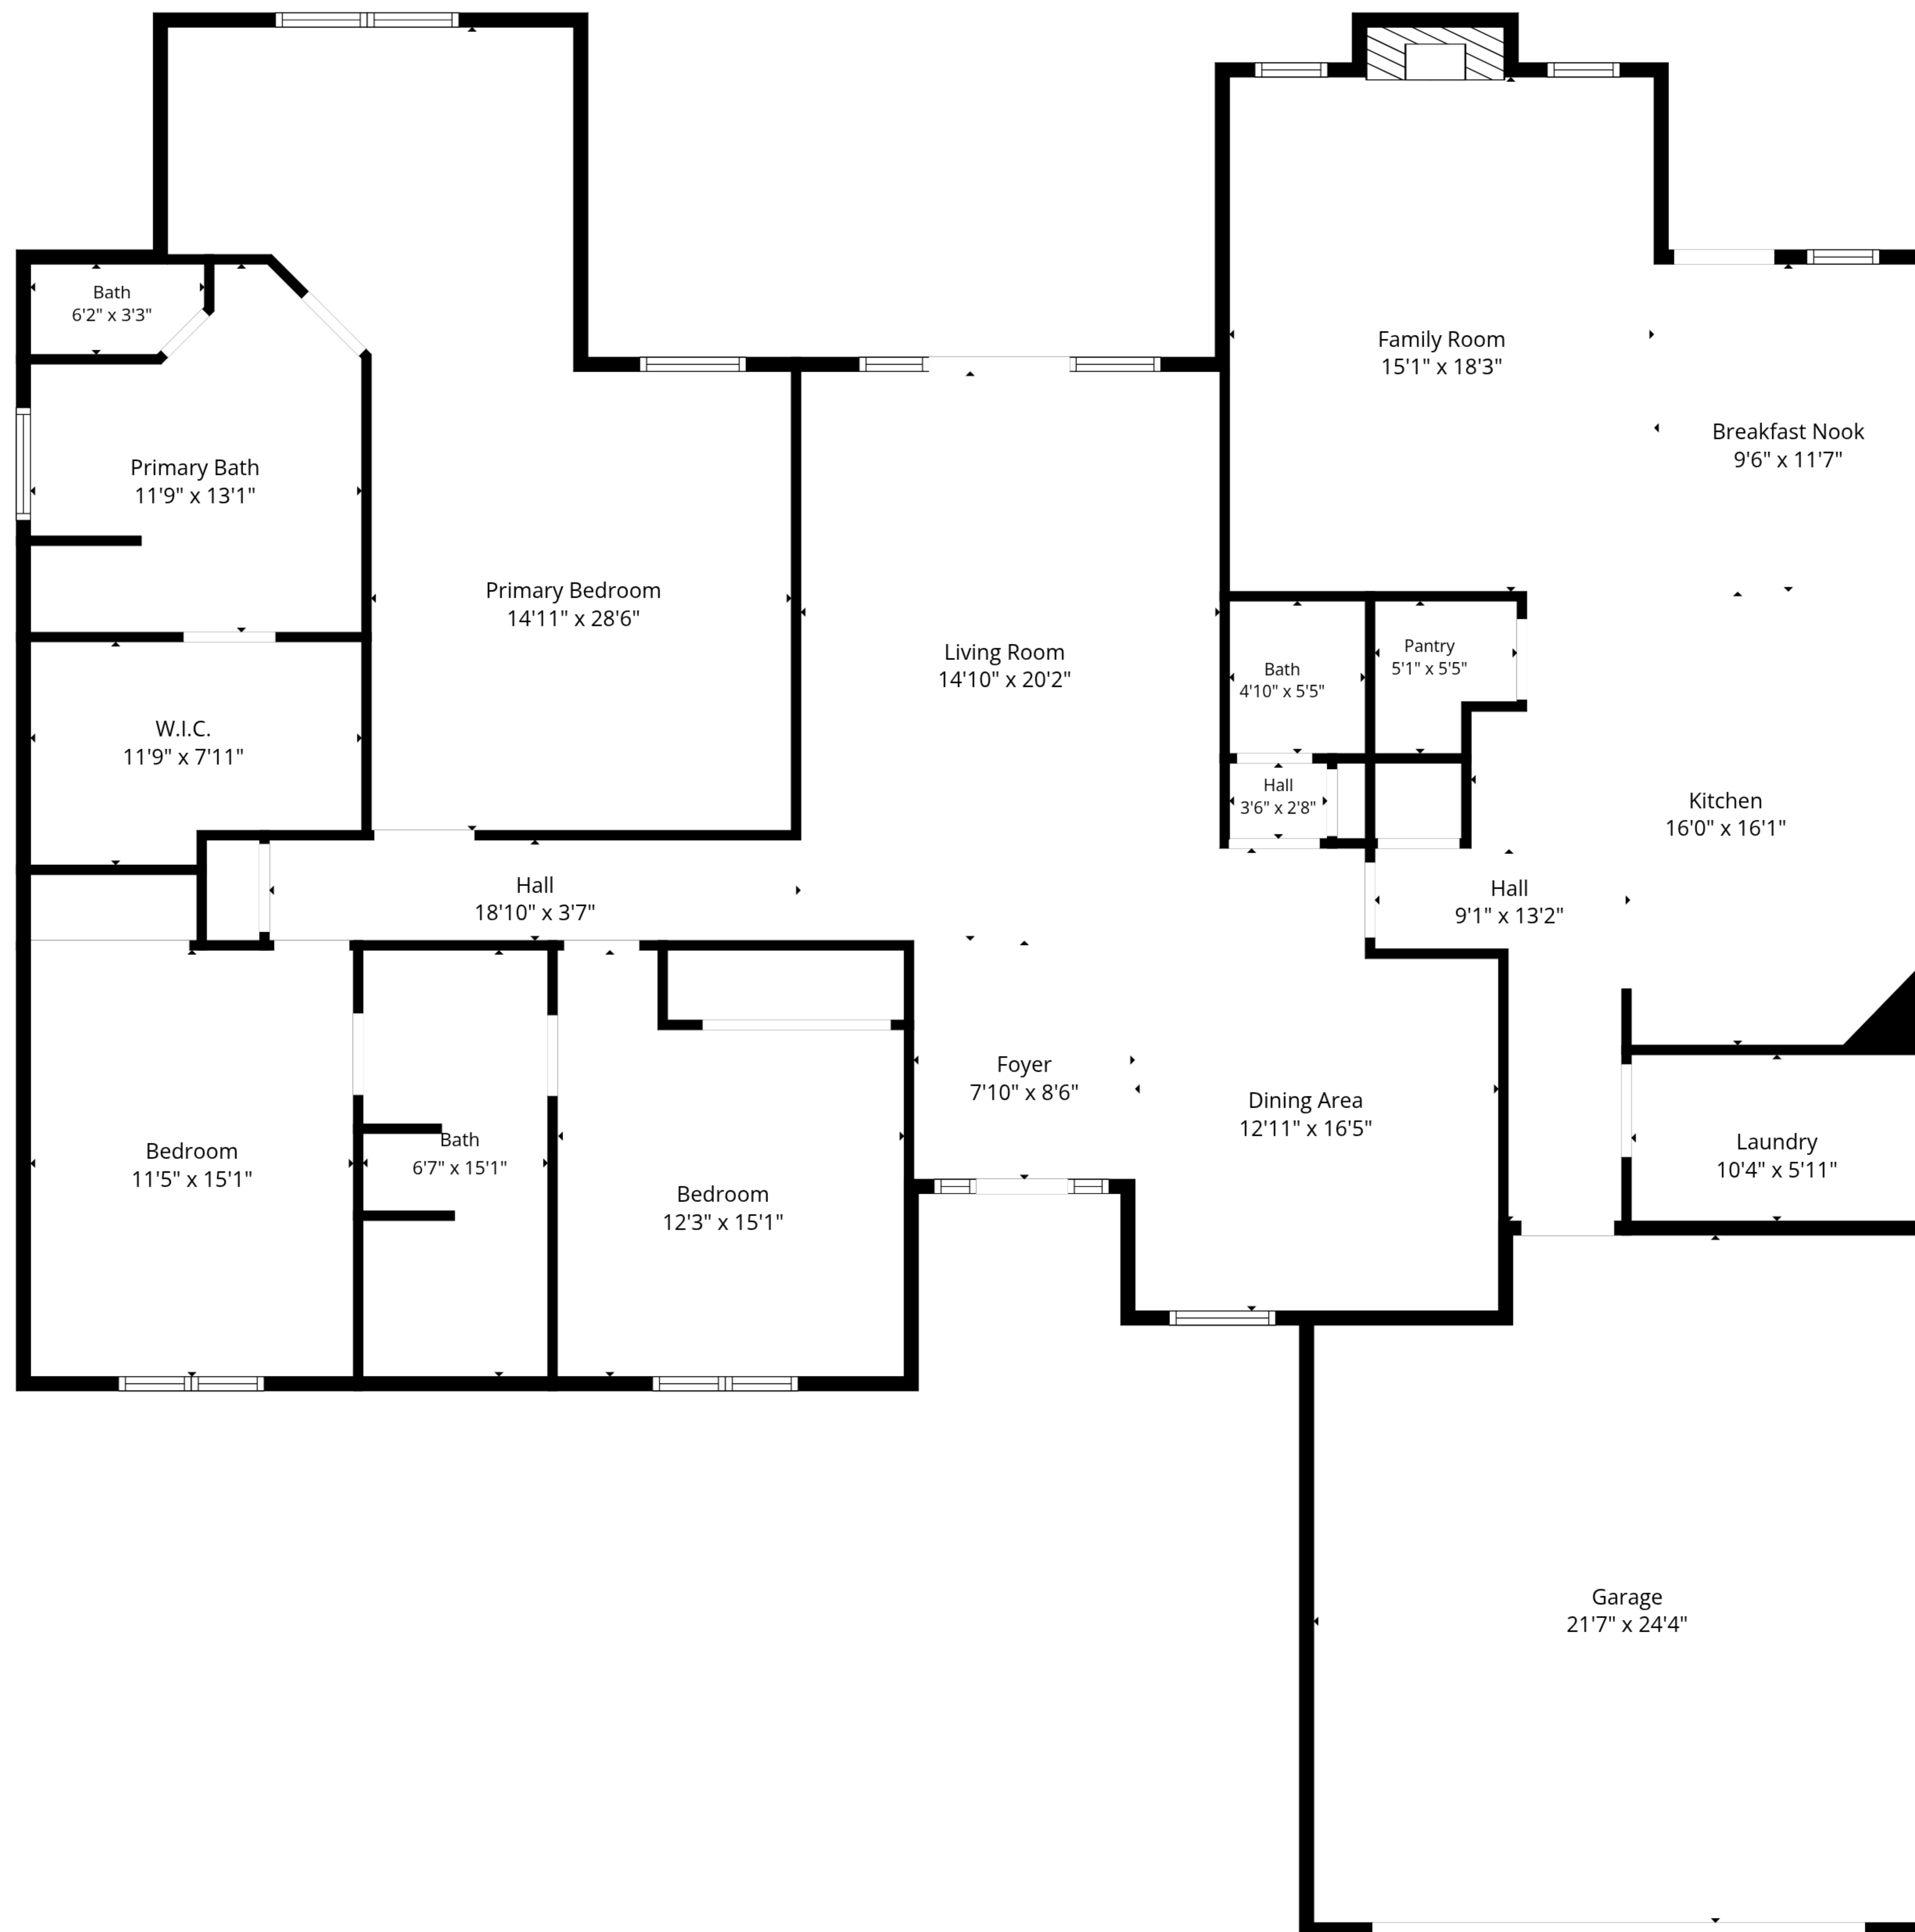 Bath
6'2" x 3'3"
Family Room
15'1" x 18'3"
Breakfast Nook
9'6" x 11'7"
Primary Bath
11'9" x 13'1"
Primary Bedroom
14'11" x 28'6"
Living Room
14'10" x 20'2"
Bath
4'10" x 5'5"
Pantry
5'1" x 5'5"
W.I.C.
11'9" x 7'11"
Hall
3'6" x 2'8"
Kitchen
16'0" x 16'1"
Hall
18'10" x 3'7"
Hall
9'1" x 13'2"
Foyer
7'10" x 8'6"
Dining Area
12'11" x 16'5"
Bedroom
11'5" x 15'1"
Bath
6'7" x 15'1"
Bedroom
12'3" x 15'1"
Laundry
10'4" x 5'11"
Garage
21'7" x 24'4"